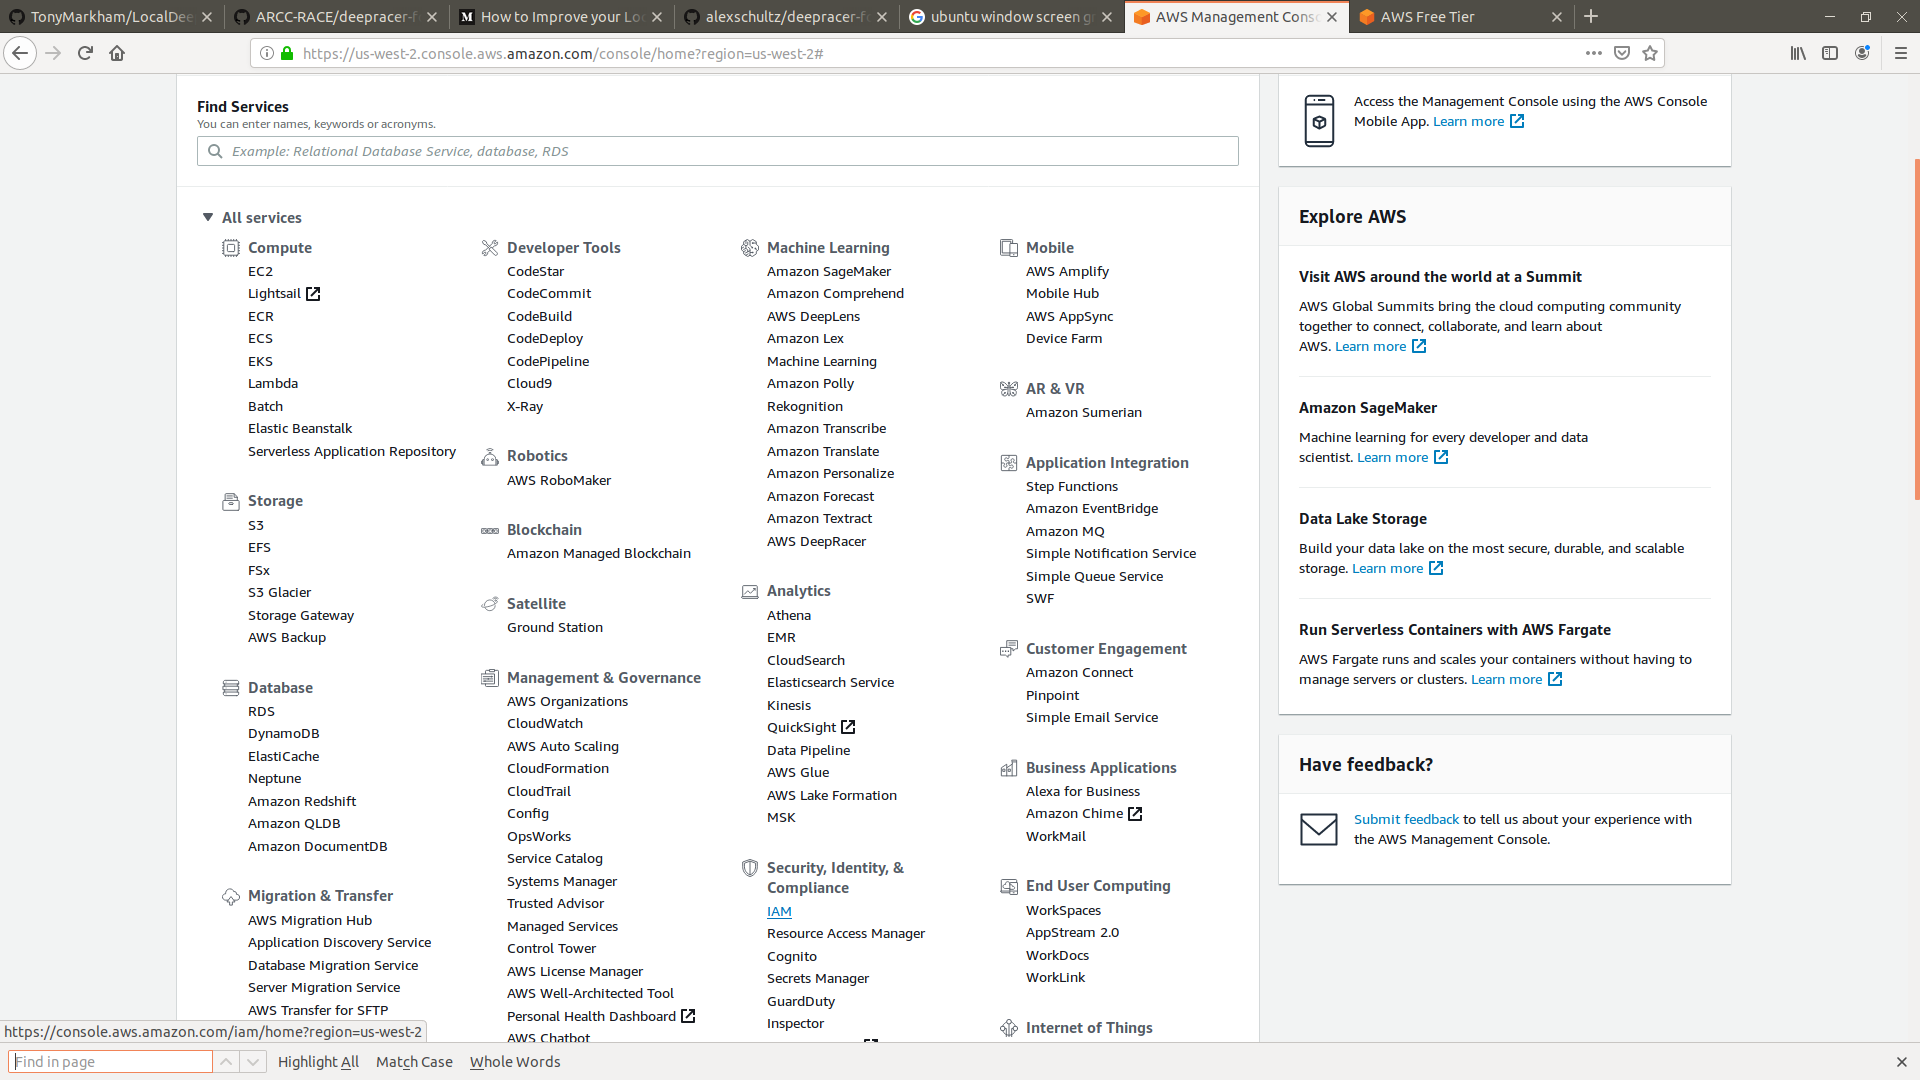 TonyMarkham/LocalDee
ARCC-RACE/deepracer-f
How to Improve your Lo
alexschultz/deepracer-f
ubuntu window screen g
AWS Management Conso
AWS Free Tier
https://us-west-2.console.aws.amazon.com/console/home?region=us-west-2#
Find Services
You can enter names, keywords or acronyms.
Example: Relational Database Service, database, RDS
All services
Compute
EC2
Lightsail
ECR
ECS
EKS
Lambda
Batch
Elastic Beanstalk
Serverless Application Repository
Storage
S3
EFS
FSx
S3 Glacier
Storage Gateway
AWS Backup
Database
RDS
DynamoDB
ElastiCache
Neptune
Amazon Redshift
Amazon QLDB
Amazon DocumentDB
Migration & Transfer
AWS Migration Hub
Application Discovery Service
Database Migration Service
Server Migration Service
AWS Transfer for SFTP
Developer Tools
CodeStar
CodeCommit
CodeBuild
CodeDeploy
CodePipeline
Cloud9
X-Ray
Robotics
AWS RoboMaker
Blockchain
Amazon Managed Blockchain
Satellite
Ground Station
Management & Governance
AWS Organizations
CloudWatch
AWS Auto Scaling
CloudFormation
CloudTrail
Config
OpsWorks
Service Catalog
Systems Manager
Trusted Advisor
Managed Services
Control Tower
AWS License Manager
AWS Well-Architected Tool
Personal Health Dashboard
AWS Chatbot
Machine Learning
Amazon SageMaker
Amazon Comprehend
AWS DeepLens
Amazon Lex
Machine Learning
Amazon Polly
Rekognition
Amazon Transcribe
Amazon Translate
Amazon Personalize
Amazon Forecast
Amazon Textract
AWS DeepRacer
Analytics
Athena
EMR
CloudSearch
Elasticsearch Service
Kinesis
QuickSight
Data Pipeline
AWS Glue
AWS Lake Formation
MSK
Security, Identity, &
Compliance
IAM
Resource Access Manager
Cognito
Secrets Manager
GuardDuty
Inspector
Mobile
AWS Amplify
Mobile Hub
AWS AppSync
Device Farm
AR & VR
Amazon Sumerian
Application Integration
Step Functions
Amazon EventBridge
Amazon MQ
Simple Notification Service
Simple Queue Service
SWF
Customer Engagement
Amazon Connect
Pinpoint
Simple Email Service
Business Applications
Alexa for Business
Amazon Chime
WorkMail
End User Computing
WorkSpaces
AppStream 2.0
WorkDocs
WorkLink
Internet of Things
Access the Management Console using the AWS Console
Mobile App. Learn more
Explore AWS
Visit AWS around the world at a Summit
AWS Global Summits bring the cloud computing community
together to connect, collaborate, and learn about
AWS. Learn more
Amazon SageMaker
Machine learning for every developer and data
scientist. Learn more
Data Lake Storage
Build your data lake on the most secure, durable, and scalable
storage. Learn more
Run Serverless Containers with AWS Fargate
AWS Fargate runs and scales your containers without having to
manage servers or clusters. Learn more
Have feedback?
Submit feedback to tell us about your experience with
the AWS Management Console.
https://console.aws.amazon.com/iam/home?region=us-west-2
Find in page
Highlight All
Match Case
Whole Words